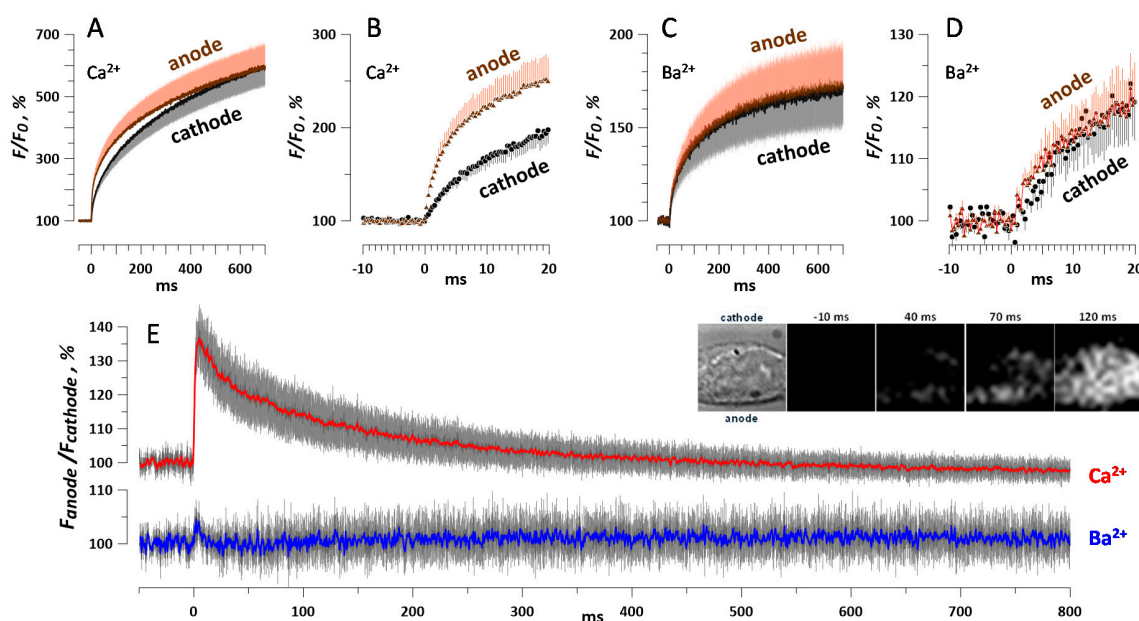 A
B
C
D
700
500
300
100
F/F0, %
Ca2+
anode
cathode
0
200
400
600
ms
300
200
100
F/F0, %
Ca2+
anode
cathode
-10
0
10
20
ms
200
150
100
F/F0, %
Ba2+
anode
cathode
0
200
400
600
ms
120
110
100
F/F0, %
Ba2+
anode
cathode
-10
0
10
20
ms
E
140
130
120
110
100
110
100
Fanode /Fcathode , %
cathode
-10 ms
40 ms
70 ms
120 ms
anode
Ca2+
Ba2+
0
100
200
300
400
500
600
700
800
ms